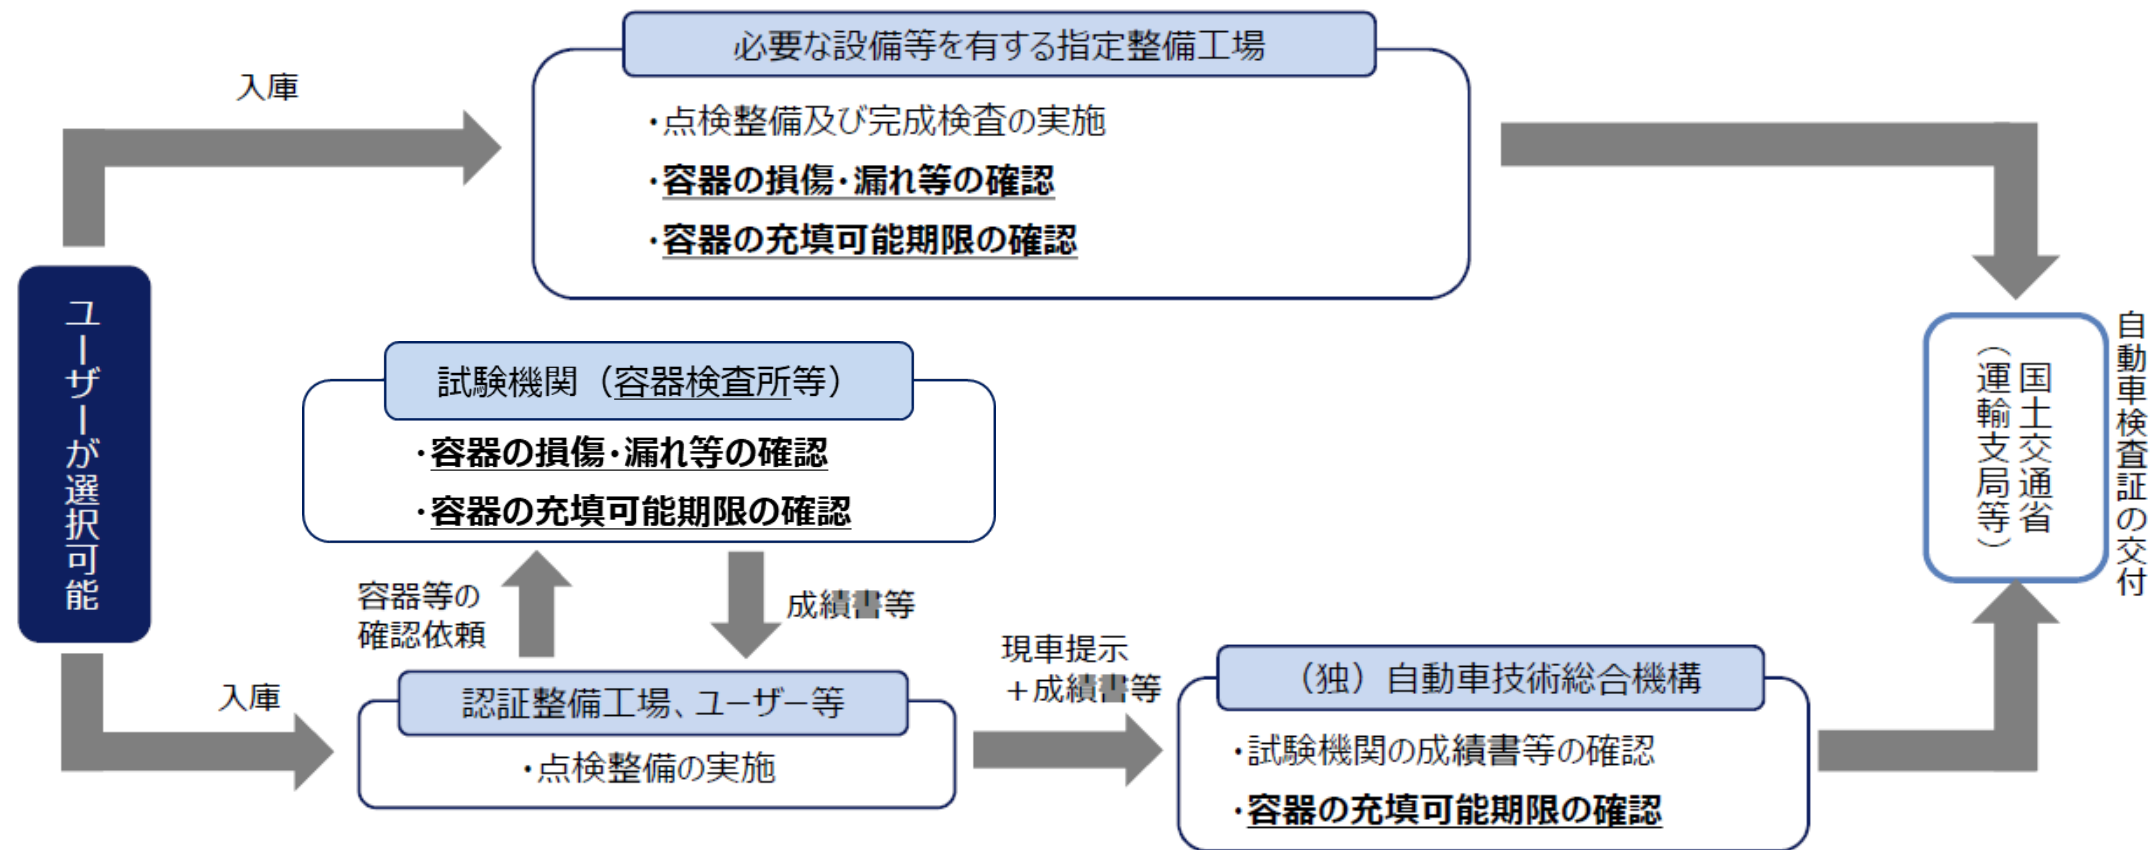 必要な設備等を有する指定整備工場
入庫
・点検整備及び完成検査の実施
・容器の損傷・漏れ等の確認
・容器の充填可能期限の確認
ユーザーが選択可能
試験機関（容器検査所等）
・容器の損傷・漏れ等の確認
・容器の充填可能期限の確認
容器等の
確認依頼
成績書等
入庫
認証整備工場、ユーザー等
・点検整備の実施
現車提示
＋成績書等
（独）自動車技術総合機構
・試験機関の成績書等の確認
・容器の充填可能期限の確認
国土交通省
（運輸支局等）
自動車検査証の交付